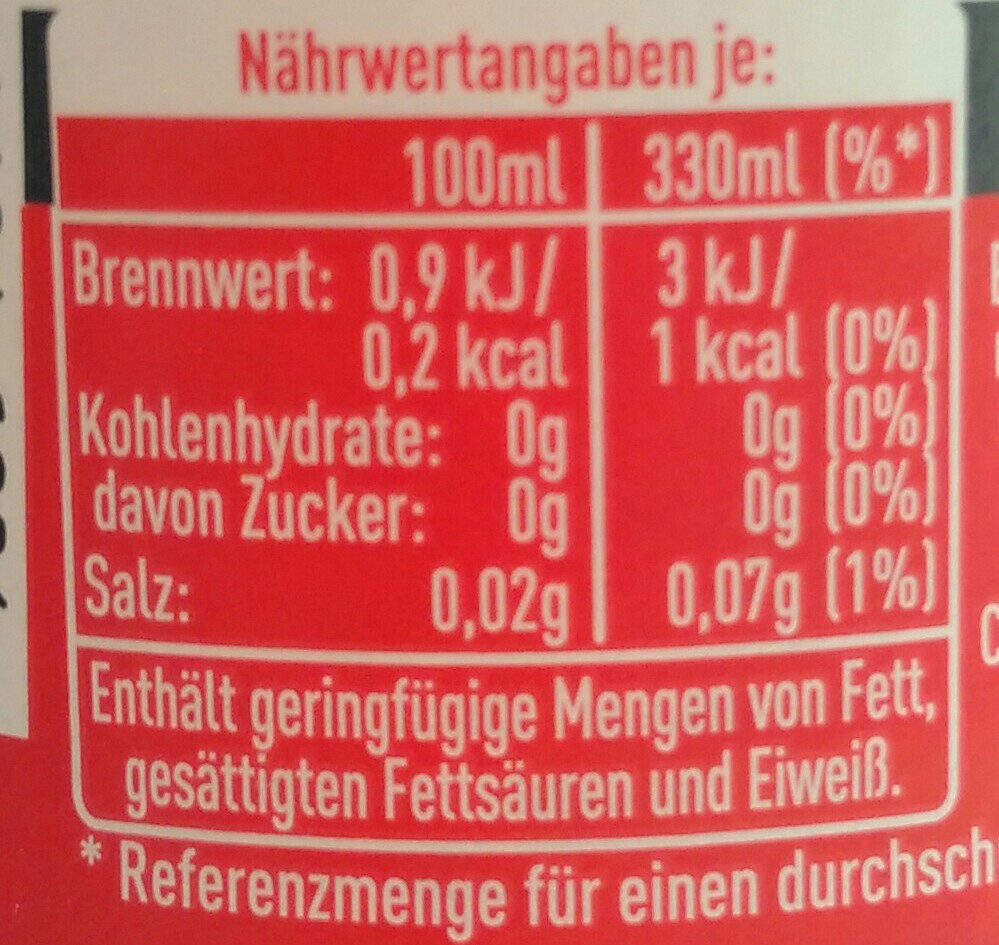 Nährwertangaben je:
100ml 330ml (%*)
Brennwert: 0,9 kJ/ 3 kJ/
0,2 kcal 1 kcal (0%)
Kohlenhydrate: 0g 0g (0%)
davon Zucker: 0g 0g (0%)
Salz: 0,02g 0,07g (1%)
Enthält geringfügige Mengen von Fett,
gesättigten Fettsäuren und Eiweiß.
* Referenzmenge für einen durchsch